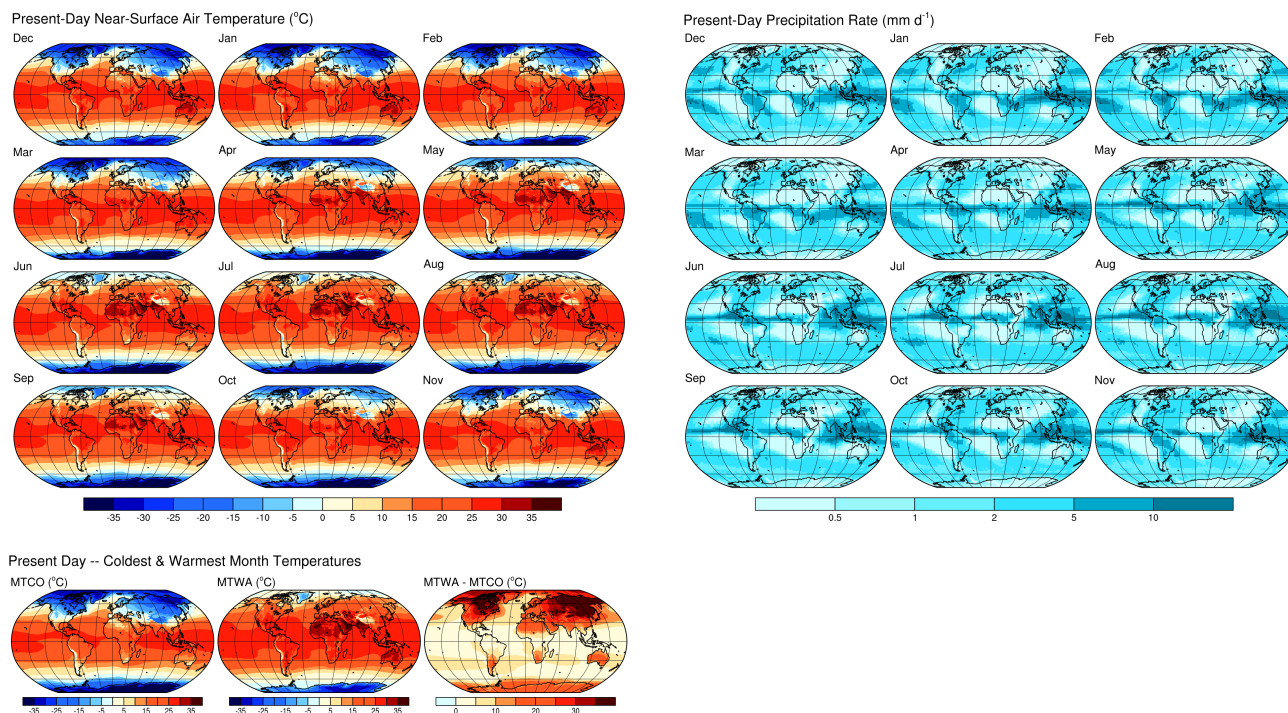 Present-Day Near-Surface Air Temperature (°C)
Dec Jan Feb
Mar Apr May
Jun Jul Aug
Sep Oct Nov
-35 -30 -25 -20 -15 -10 -5 0 5 10 15 20 25 30 35
Present-Day Precipitation Rate (mm d⁻¹)
Dec Jan Feb
Mar Apr May
Jun Jul Aug
Sep Oct Nov
0.5 1 2 5 10
Present Day -- Coldest & Warmest Month Temperatures
MTCO (°C) MTWA (°C) MTWA - MTCO (°C)
-35 -25 -15 -5 5 15 25 35 -35 -25 -15 -5 5 15 25 35 0 10 20 30